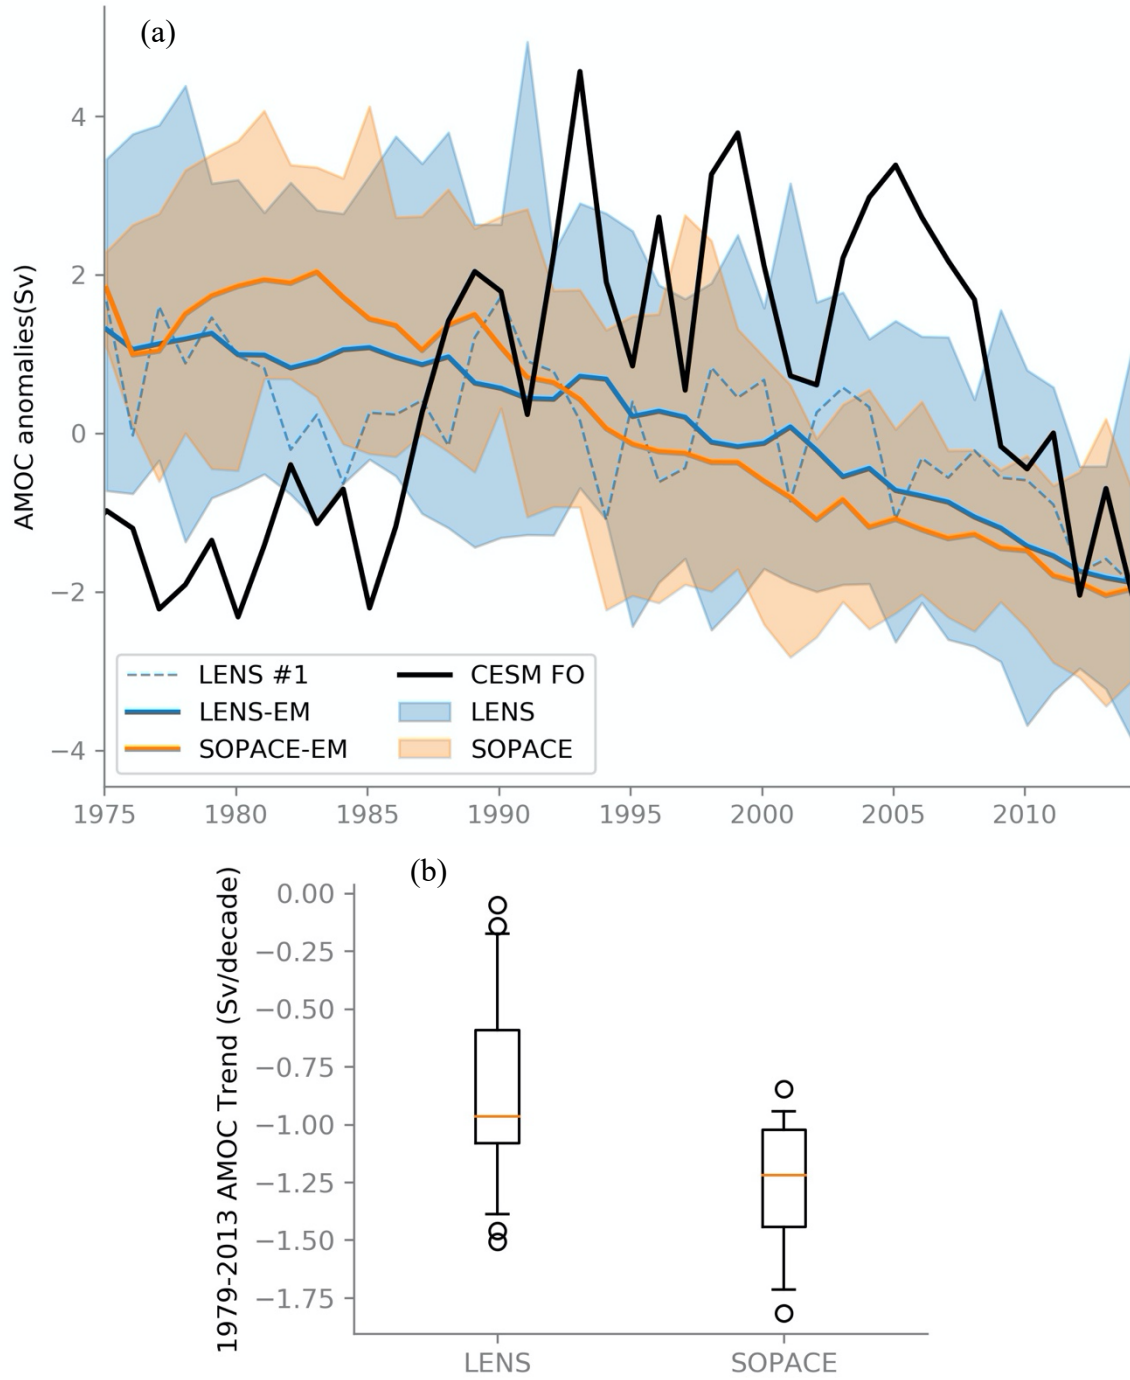 (a)
AMOC anomalies(Sv)
4
2
0
−2
−4
LENS #1
LENS-EM
SOPACE-EM
CESM FO
LENS
SOPACE
1975 1980 1985 1990 1995 2000 2005 2010
(b)
1979-2013 AMOC Trend (Sv/decade)
0.00
−0.25
−0.50
−0.75
−1.00
−1.25
−1.50
−1.75
LENS SOPACE